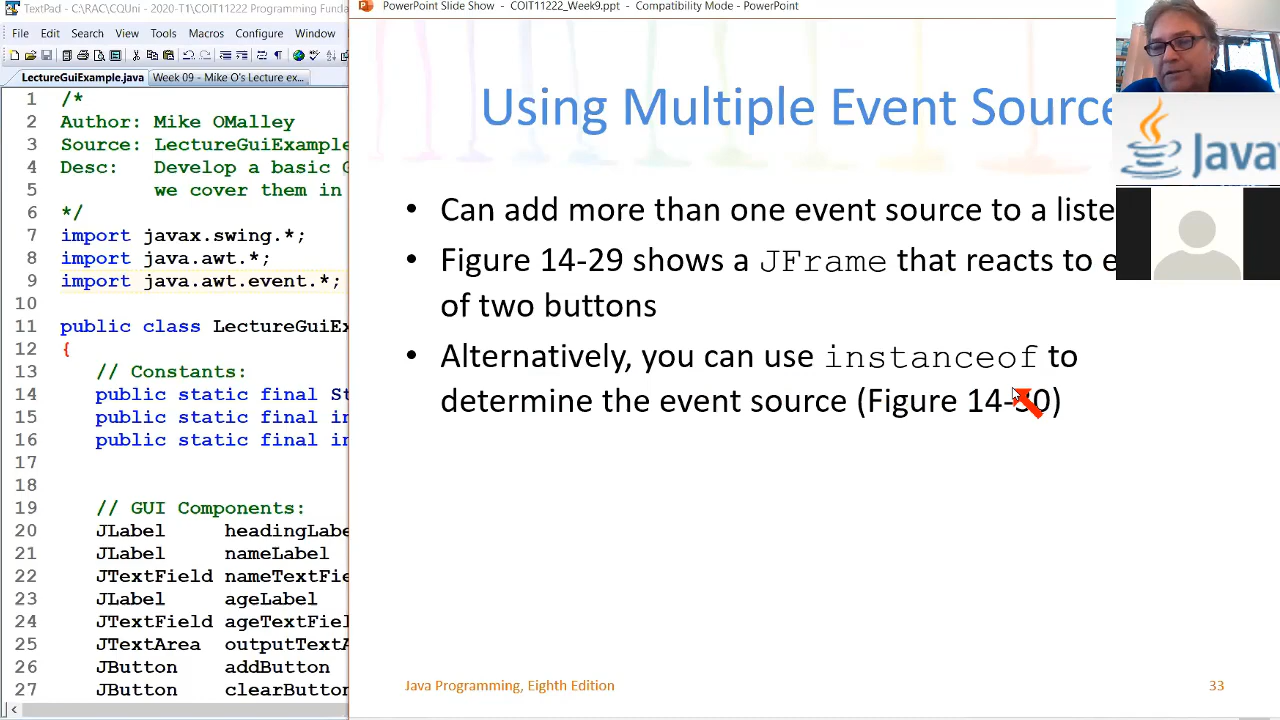 TextPad - C:\RAC\CQUni - 2020-T1\COIT11222 Programming Funda
File Edit Search View Tools Macros Configure Window
LectureGuiExample.java Week 09 - Mike O's Lecture ex...
1 /*
2 Author: Mike OMalley
3 Source: LectureGuiExample
4 Desc: Develop a basic G
5 we cover them in
6 */
7 import javax.swing.*;
8 import java.awt.*;
9 import java.awt.event.*;
10
11 public class LectureGuiEx
12 {
13 // Constants:
14 public static final St
15 public static final in
16 public static final in
17
18
19 // GUI Components:
20 JLabel headingLabe
21 JLabel nameLabel
22 JTextField nameTextFie
23 JLabel ageLabel
24 JTextField ageTextFiel
25 JTextArea outputTextA
26 JButton addButton
27 JButton clearButton
PowerPoint Slide Show - COIT11222_Week9.ppt - Compatibility Mode - PowerPoint
Using Multiple Event Source
• Can add more than one event source to a liste
• Figure 14-29 shows a JFrame that reacts to e
of two buttons
• Alternatively, you can use instanceof to
determine the event source (Figure 14-30)
Java Programming, Eighth Edition
33
Java